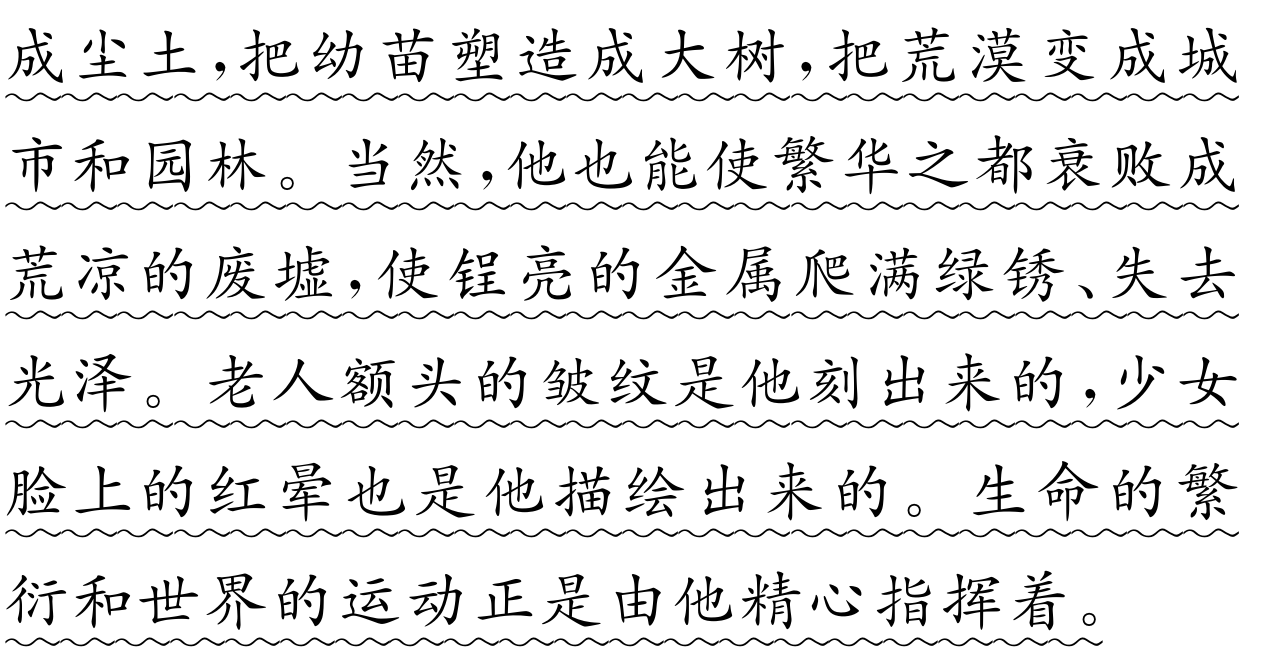 成尘土,把幼苗塑造成大树,把荒漠变成城
市和园林。当然,他也能使繁华之都衰败成
荒凉的废墟,使锃亮的金属爬满绿锈、失去
光泽。老人额头的皱纹是他刻出来的,少女
脸上的红晕也是他描绘出来的。生命的繁
衍和世界的运动正是由他精心指挥着。